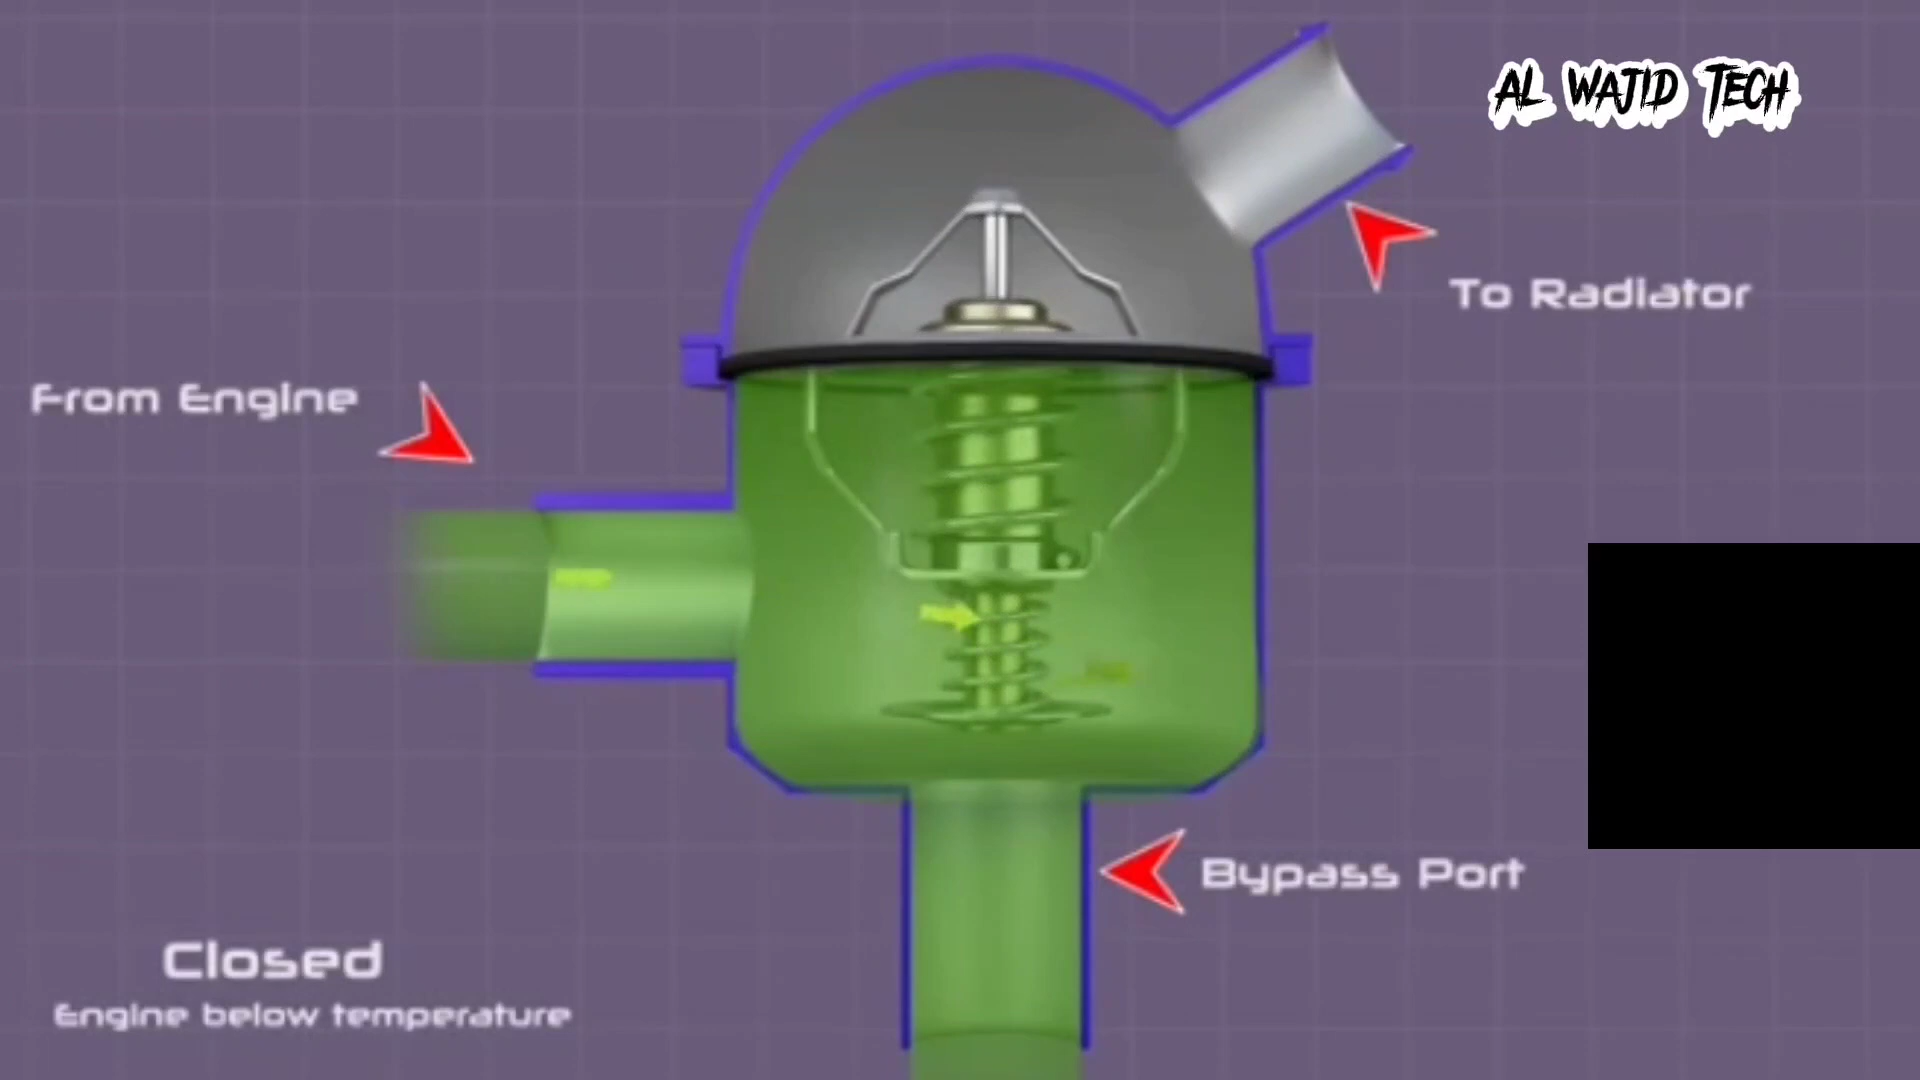 AL WAJID TECH
To Radiator
From Engine
Bypass Port
Closed
Engine below temperature